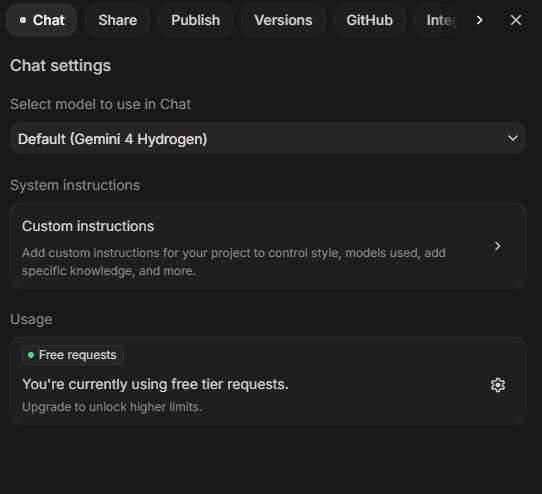 Chat Share Publish Versions GitHub Integ
Chat settings
Select model to use in Chat
Default (Gemini 4 Hydrogen)
System instructions
Custom instructions
Add custom instructions for your project to control style, models used, add
specific knowledge, and more.
Usage
Free requests
You're currently using free tier requests.
Upgrade to unlock higher limits.